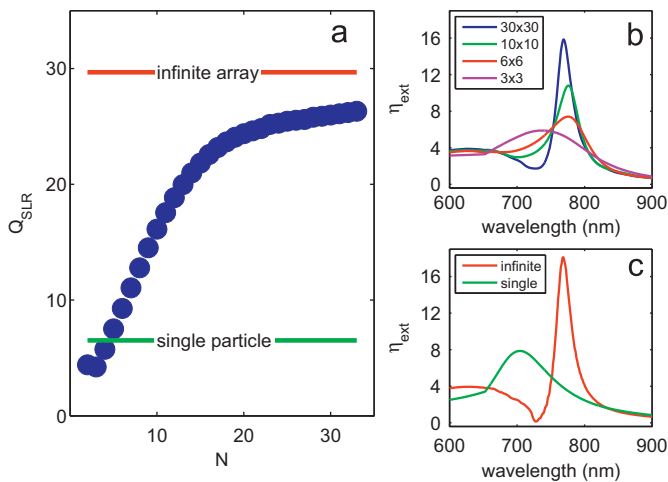 a
infinite array
single particle
30
20
10
0
10 20 30
Q_SLR
N
b
30x30
10x10
6x6
3x3
16
12
8
4
η_ext
600 700 800 900
wavelength (nm)
c
infinite
single
16
12
8
4
0
η_ext
600 700 800 900
wavelength (nm)